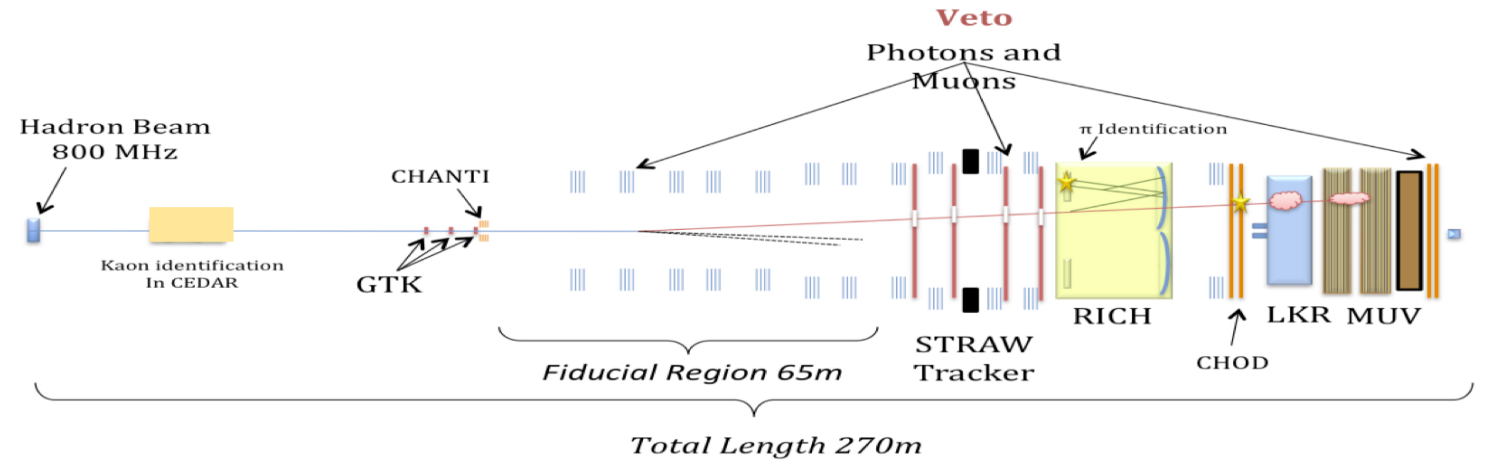 Veto
Photons and
Muons
Hadron Beam
800 MHz
π Identification
CHANTI
Kaon identification
In CEDAR
GTK
RICH
LKR
MUV
STRAW
Tracker
CHOD
Fiducial Region 65m
Total Length 270m